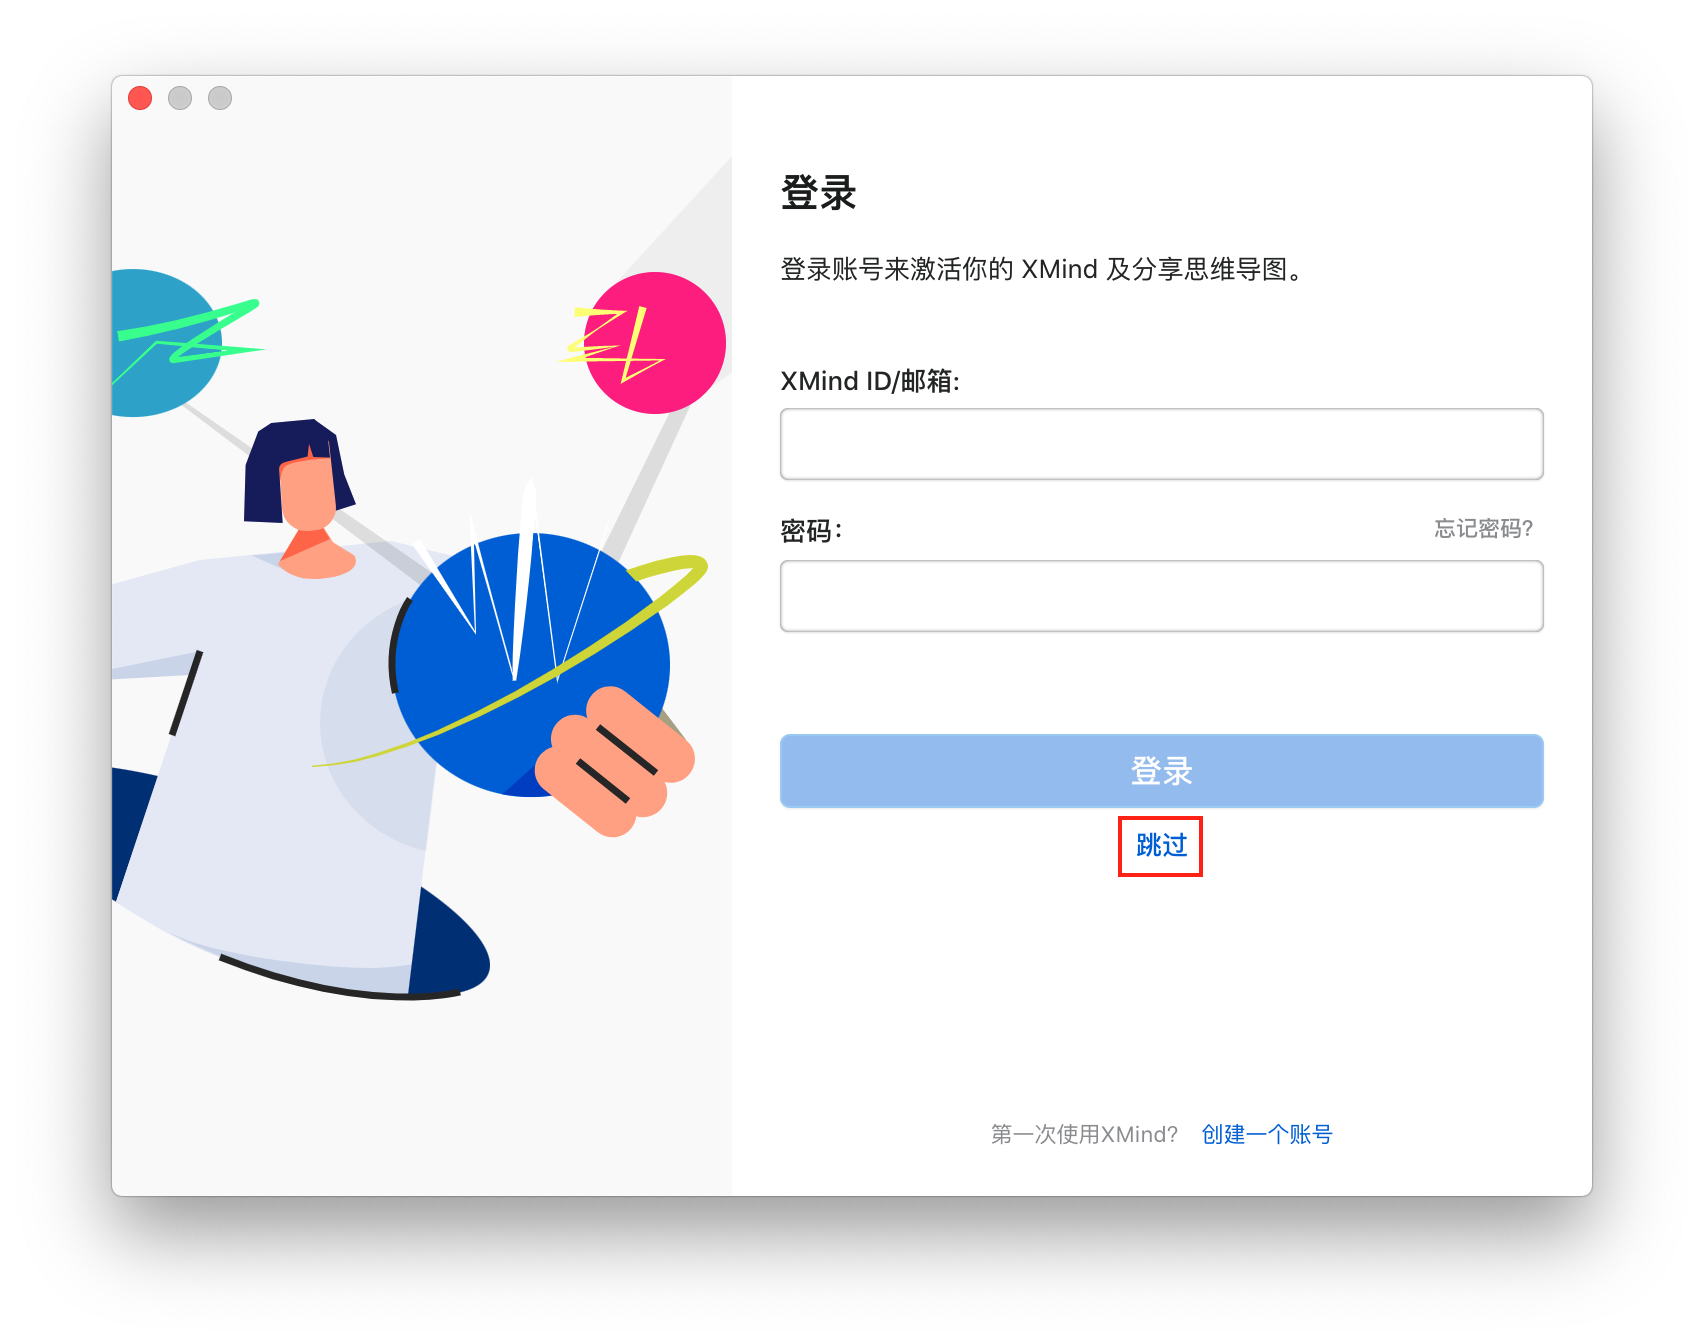 登录
登录账号来激活你的 XMind 及分享思维导图。
XMind ID/邮箱:
密码：
忘记密码?
登录
跳过
第一次使用XMind? 创建一个账号